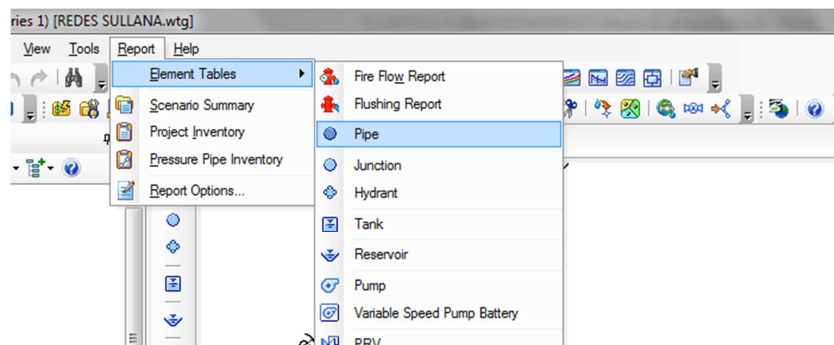 ries 1) [REDES SULLANA.wtg]
View Tools Report Help
Element Tables
Scenario Summary
Project Inventory
Pressure Pipe Inventory
Report Options...
Fire Flow Report
Flushing Report
Pipe
Junction
Hydrant
Tank
Reservoir
Pump
Variable Speed Pump Battery
PRV